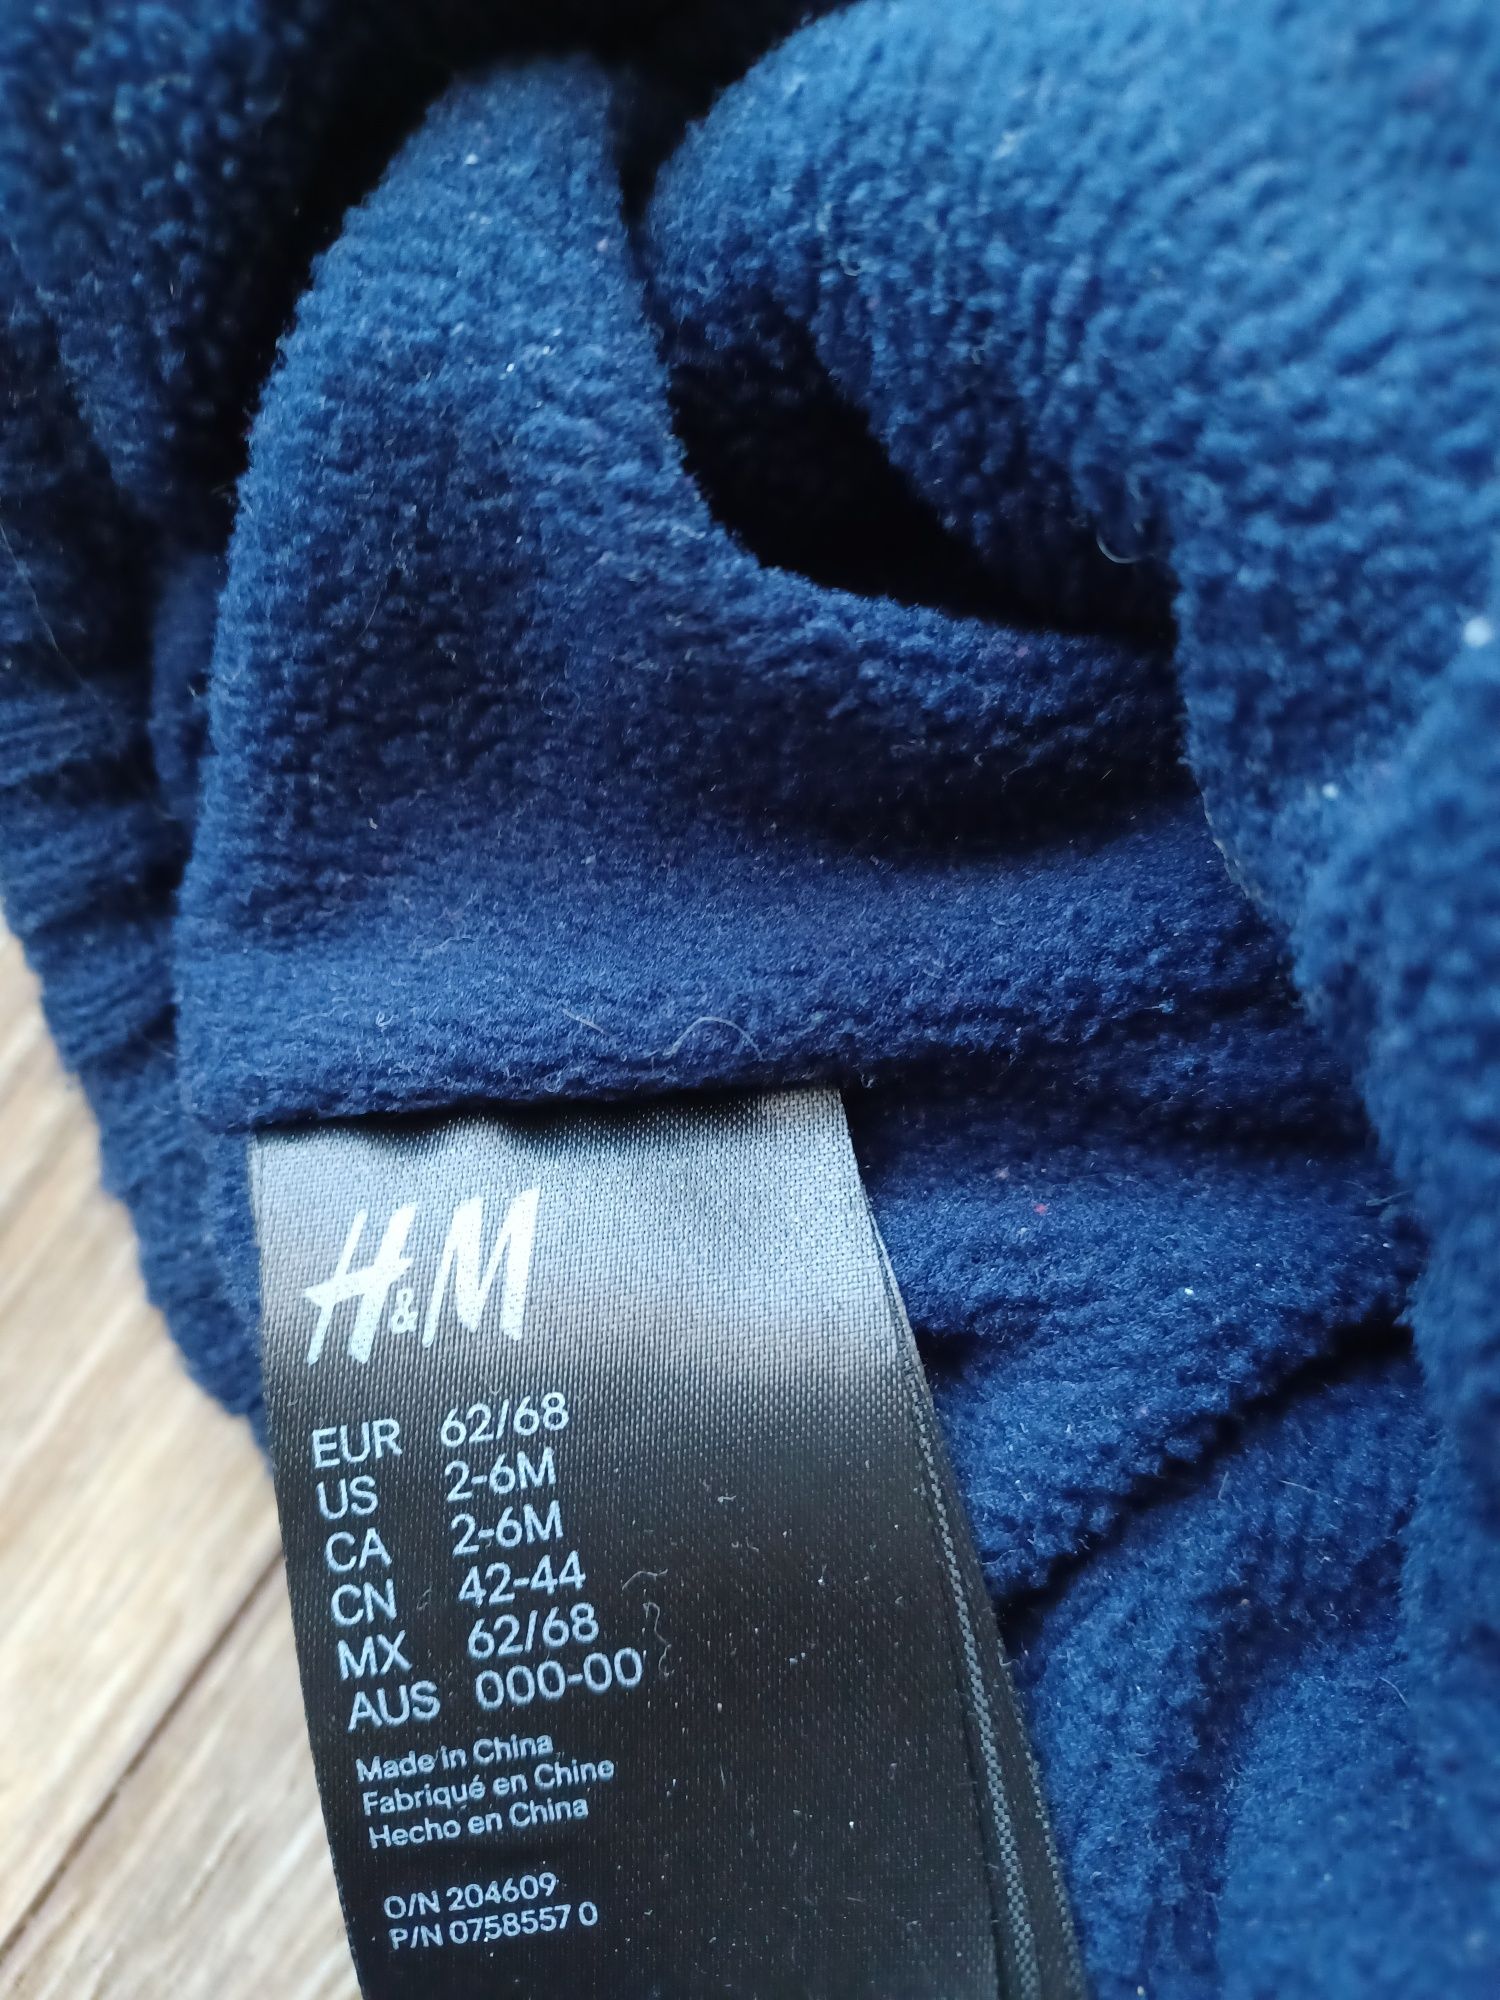 H&M
EUR 62/68
US 2-6M
CA 2-6M
CN 42-44
MX 62/68
AUS 000-00
Made in China
Fabriqué en Chine
Hecho en China
O/N 204609
P/N 0758557 0